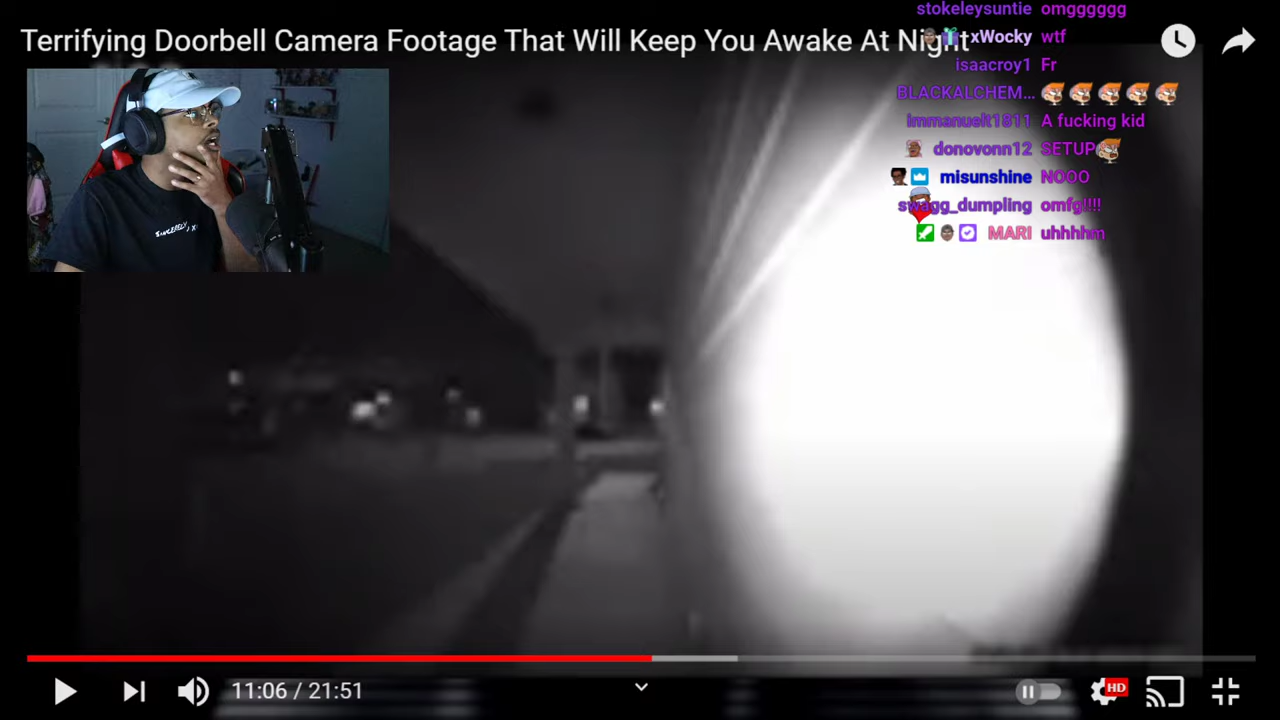 stokeleysuntie omgggggg
Terrifying Doorbell Camera Footage That Will Keep You Awake At Night
xWocky wtf
isaacroy1 Fr
BLACKALCHEM...
Immanuelt1811 A fucking kid
donovonn12 SETUP
misunshine NOOO
swagg_dumpling omfg!!!!
MARI uhhhhm
11:06 / 21:51
HD